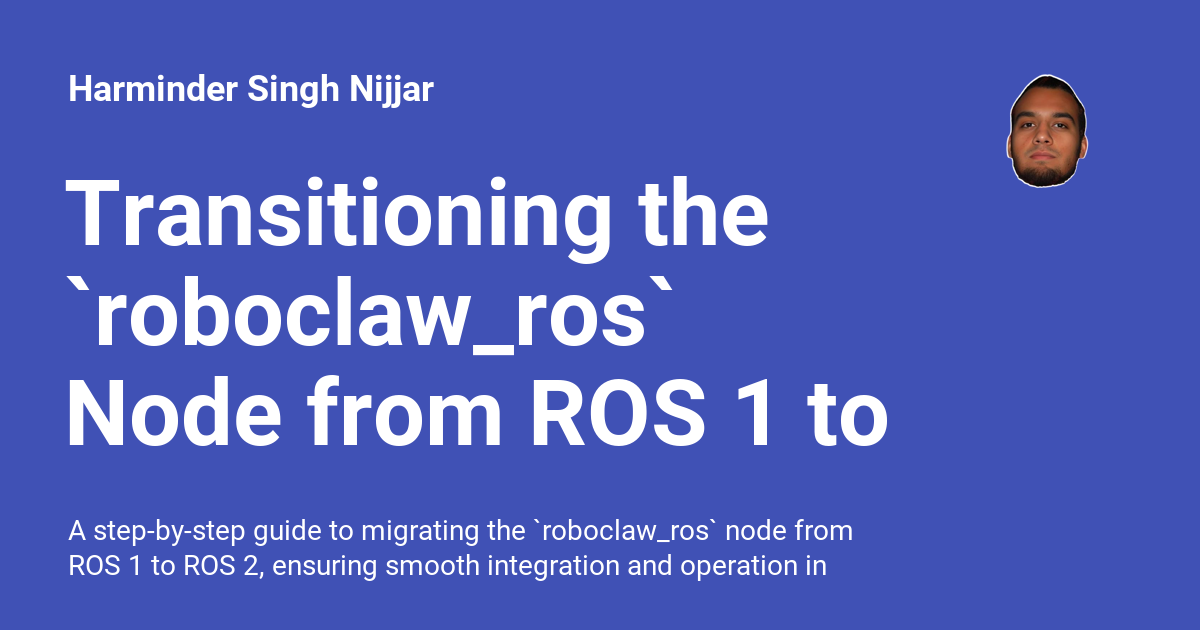 Harminder Singh Nijjar
Transitioning the
`roboclaw_ros`
Node from ROS 1 to
A step-by-step guide to migrating the `roboclaw_ros` node from
ROS 1 to ROS 2, ensuring smooth integration and operation in